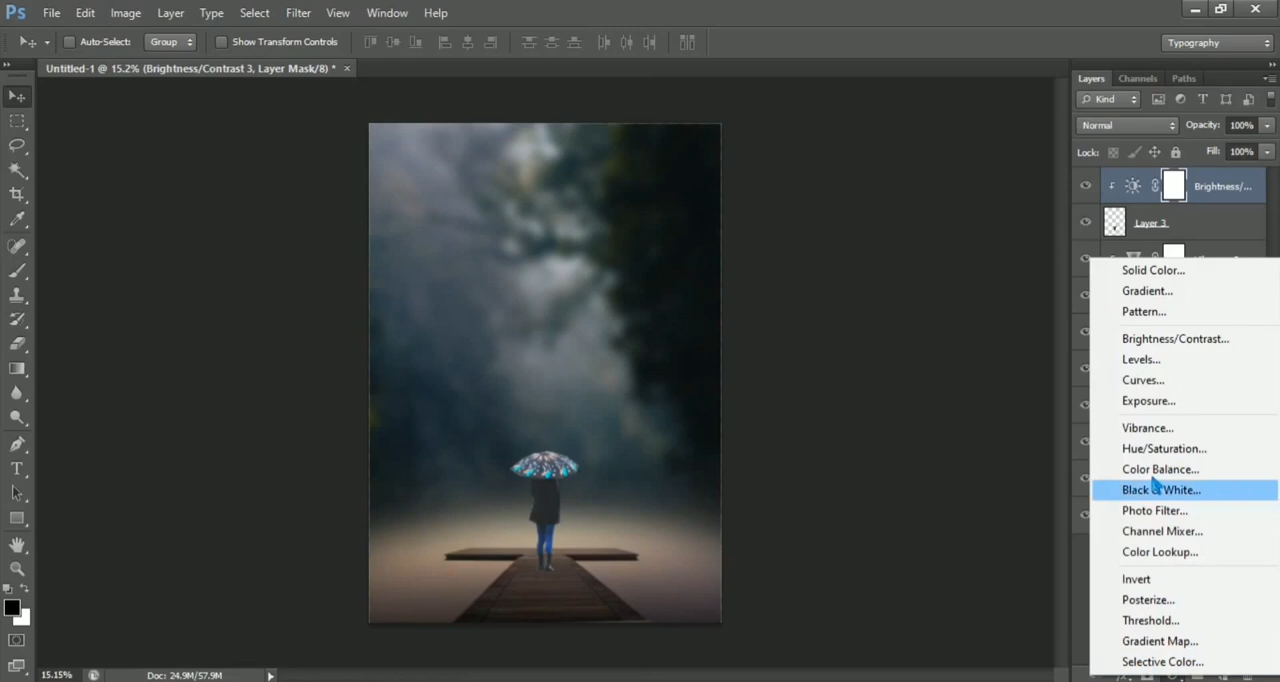 Ps File Edit Image Layer Type Select Filter View Window Help
Auto-Select: Group Show Transform Controls Typography
Untitled-1 @ 15.2% (Brightness/Contrast 3, Layer Mask/8) * ×
Layers Channels Paths
Kind
Normal Opacity: 100%
Lock: Fill: 100%
Brightness/...
Layer 3
Solid Color...
Gradient...
Pattern...
Brightness/Contrast...
Levels...
Curves...
Exposure...
Vibrance...
Hue/Saturation...
Color Balance...
Black & White...
Photo Filter...
Channel Mixer...
Color Lookup...
Invert
Posterize...
Threshold...
Gradient Map...
Selective Color...
15.15% Doc: 24.9M/57.9M